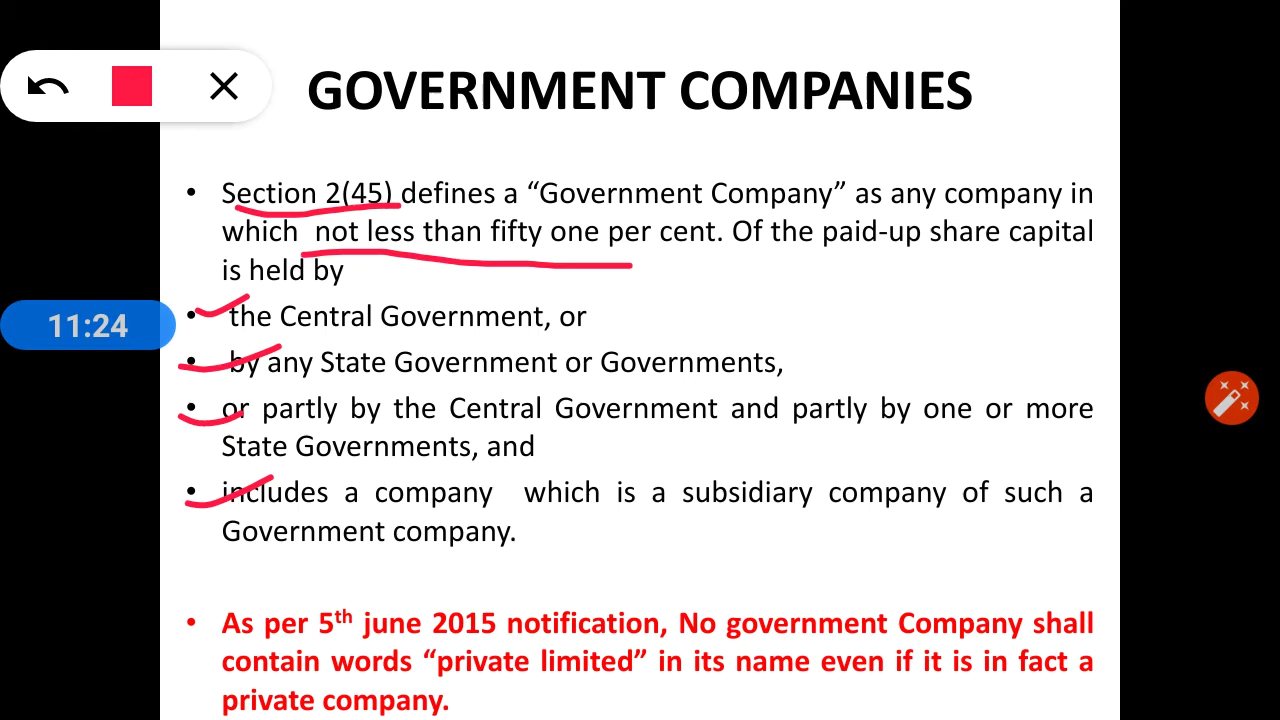 GOVERNMENT COMPANIES
• Section 2(45) defines a “Government Company” as any company in
which not less than fifty one per cent. Of the paid-up share capital
is held by
11:24
• the Central Government, or
• by any State Government or Governments,
• or partly by the Central Government and partly by one or more
State Governments, and
• includes a company which is a subsidiary company of such a
Government company.
• As per 5th june 2015 notification, No government Company shall
contain words “private limited” in its name even if it is in fact a
private company.